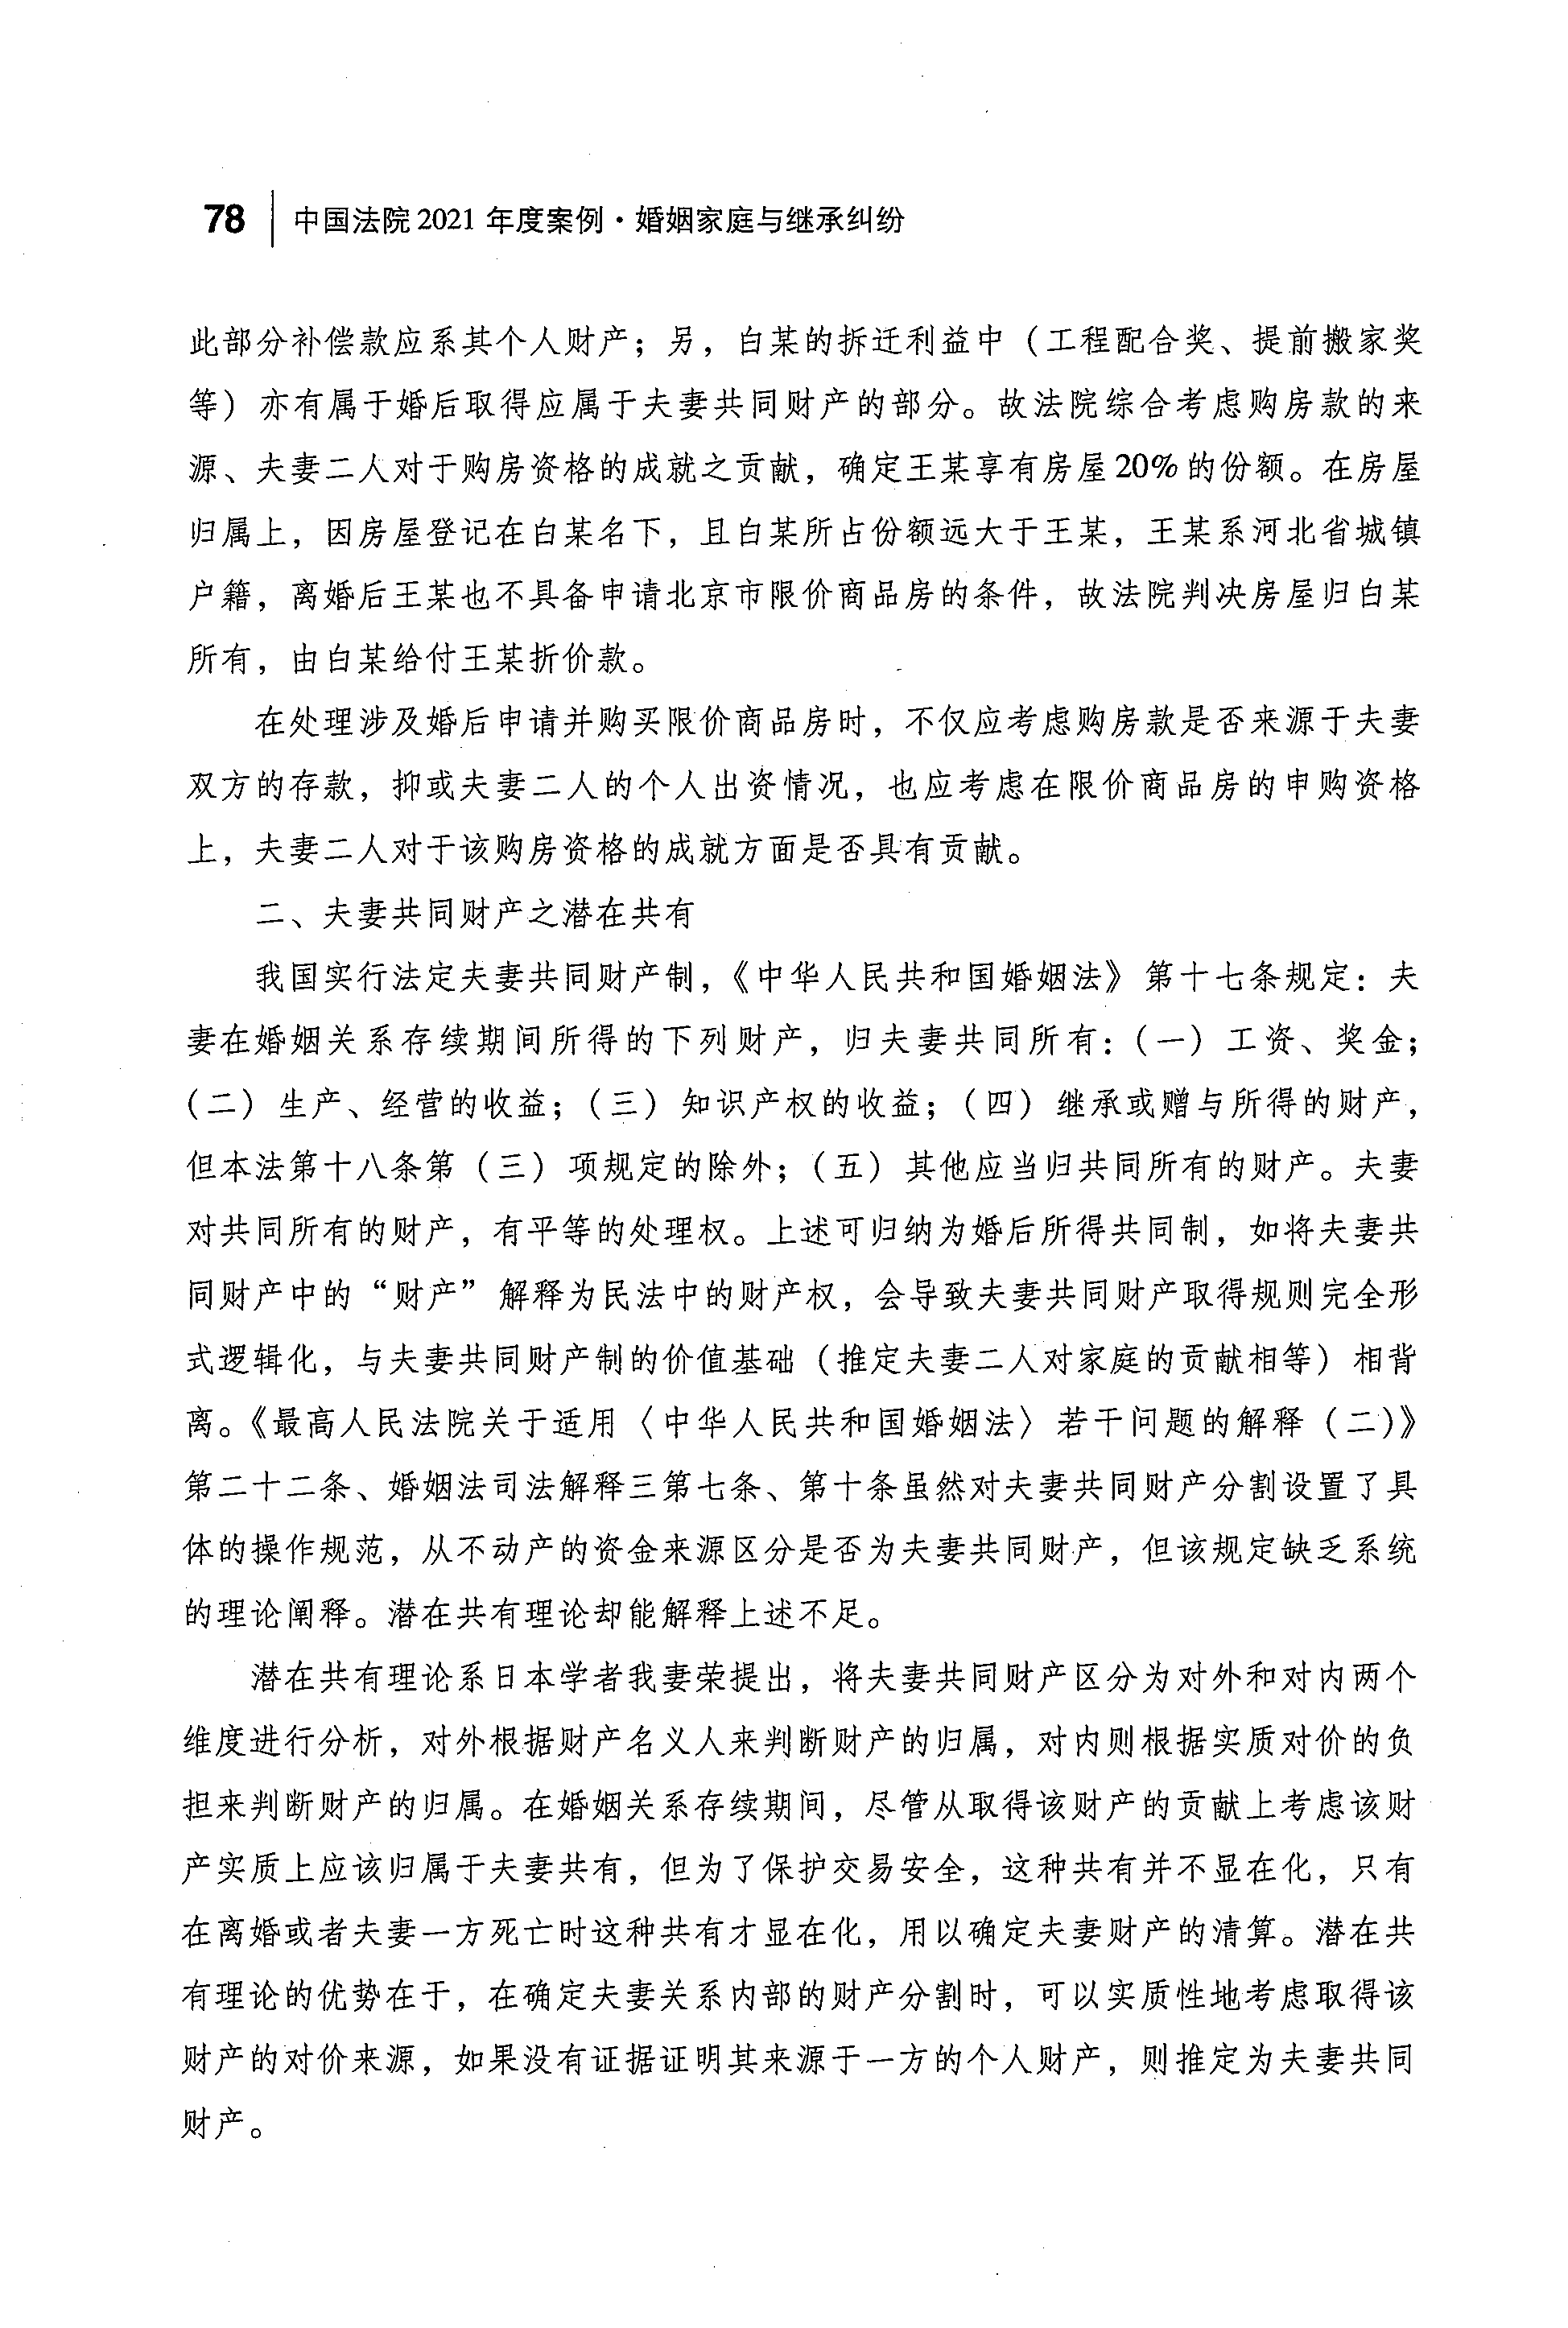 78 中国法院2021年度案例·婚姻家庭与继承纠纷
此部分补偿款应系其个人财产；另，白某的拆迁利益中（工程配合奖、提前搬家奖
等）亦有属于婚后取得应属于夫妻共同财产的部分。故法院综合考虑购房款的来
源、夫妻二人对于购房资格的成就之贡献，确定王某享有房屋20%的份额。在房屋
归属上，因房屋登记在白某名下，且白某所占份额远大于王某，王某系河北省城镇
户籍，离婚后王某也不具备申请北京市限价商品房的条件，故法院判决房屋归白某
所有，由白某给付王某折价款。
在处理涉及婚后申请并购买限价商品房时，不仅应考虑购房款是否来源于夫妻
双方的存款，抑或夫妻二人的个人出资情况，也应考虑在限价商品房的申购资格
上，夫妻二人对于该购房资格的成就方面是否具有贡献。
二、夫妻共同财产之潜在共有
我国实行法定夫妻共同财产制，《中华人民共和国婚姻法》第十七条规定：夫
妻在婚姻关系存续期间所得的下列财产，归夫妻共同所有：（一）工资、奖金；
（二）生产、经营的收益；（三）知识产权的收益；（四）继承或赠与所得的财产，
但本法第十八条第（三）项规定的除外；（五）其他应当归共同所有的财产。夫妻
对共同所有的财产，有平等的处理权。上述可归纳为婚后所得共同制，如将夫妻共
同财产中的“财产”解释为民法中的财产权，会导致夫妻共同财产取得规则完全形
式逻辑化，与夫妻共同财产制的价值基础（推定夫妻二人对家庭的贡献相等）相背
离。《最高人民法院关于适用〈中华人民共和国婚姻法〉若干问题的解释（二）》
第二十二条、婚姻法司法解释三第七条、第十条虽然对夫妻共同财产分割设置了具
体的操作规范，从不动产的资金来源区分是否为夫妻共同财产，但该规定缺乏系统
的理论阐释。潜在共有理论却能解释上述不足。
潜在共有理论系日本学者我妻荣提出，将夫妻共同财产区分为对外和对内两个
维度进行分析，对外根据财产名义人来判断财产的归属，对内则根据实质对价的负
担来判断财产的归属。在婚姻关系存续期间，尽管从取得该财产的贡献上考虑该财
产实质上应该归属于夫妻共有，但为了保护交易安全，这种共有并不显在化，只有
在离婚或者夫妻一方死亡时这种共有才显在化，用以确定夫妻财产的清算。潜在共
有理论的优势在于，在确定夫妻关系内部的财产分割时，可以实质性地考虑取得该
财产的对价来源，如果没有证据证明其来源于一方的个人财产，则推定为夫妻共同
财产。